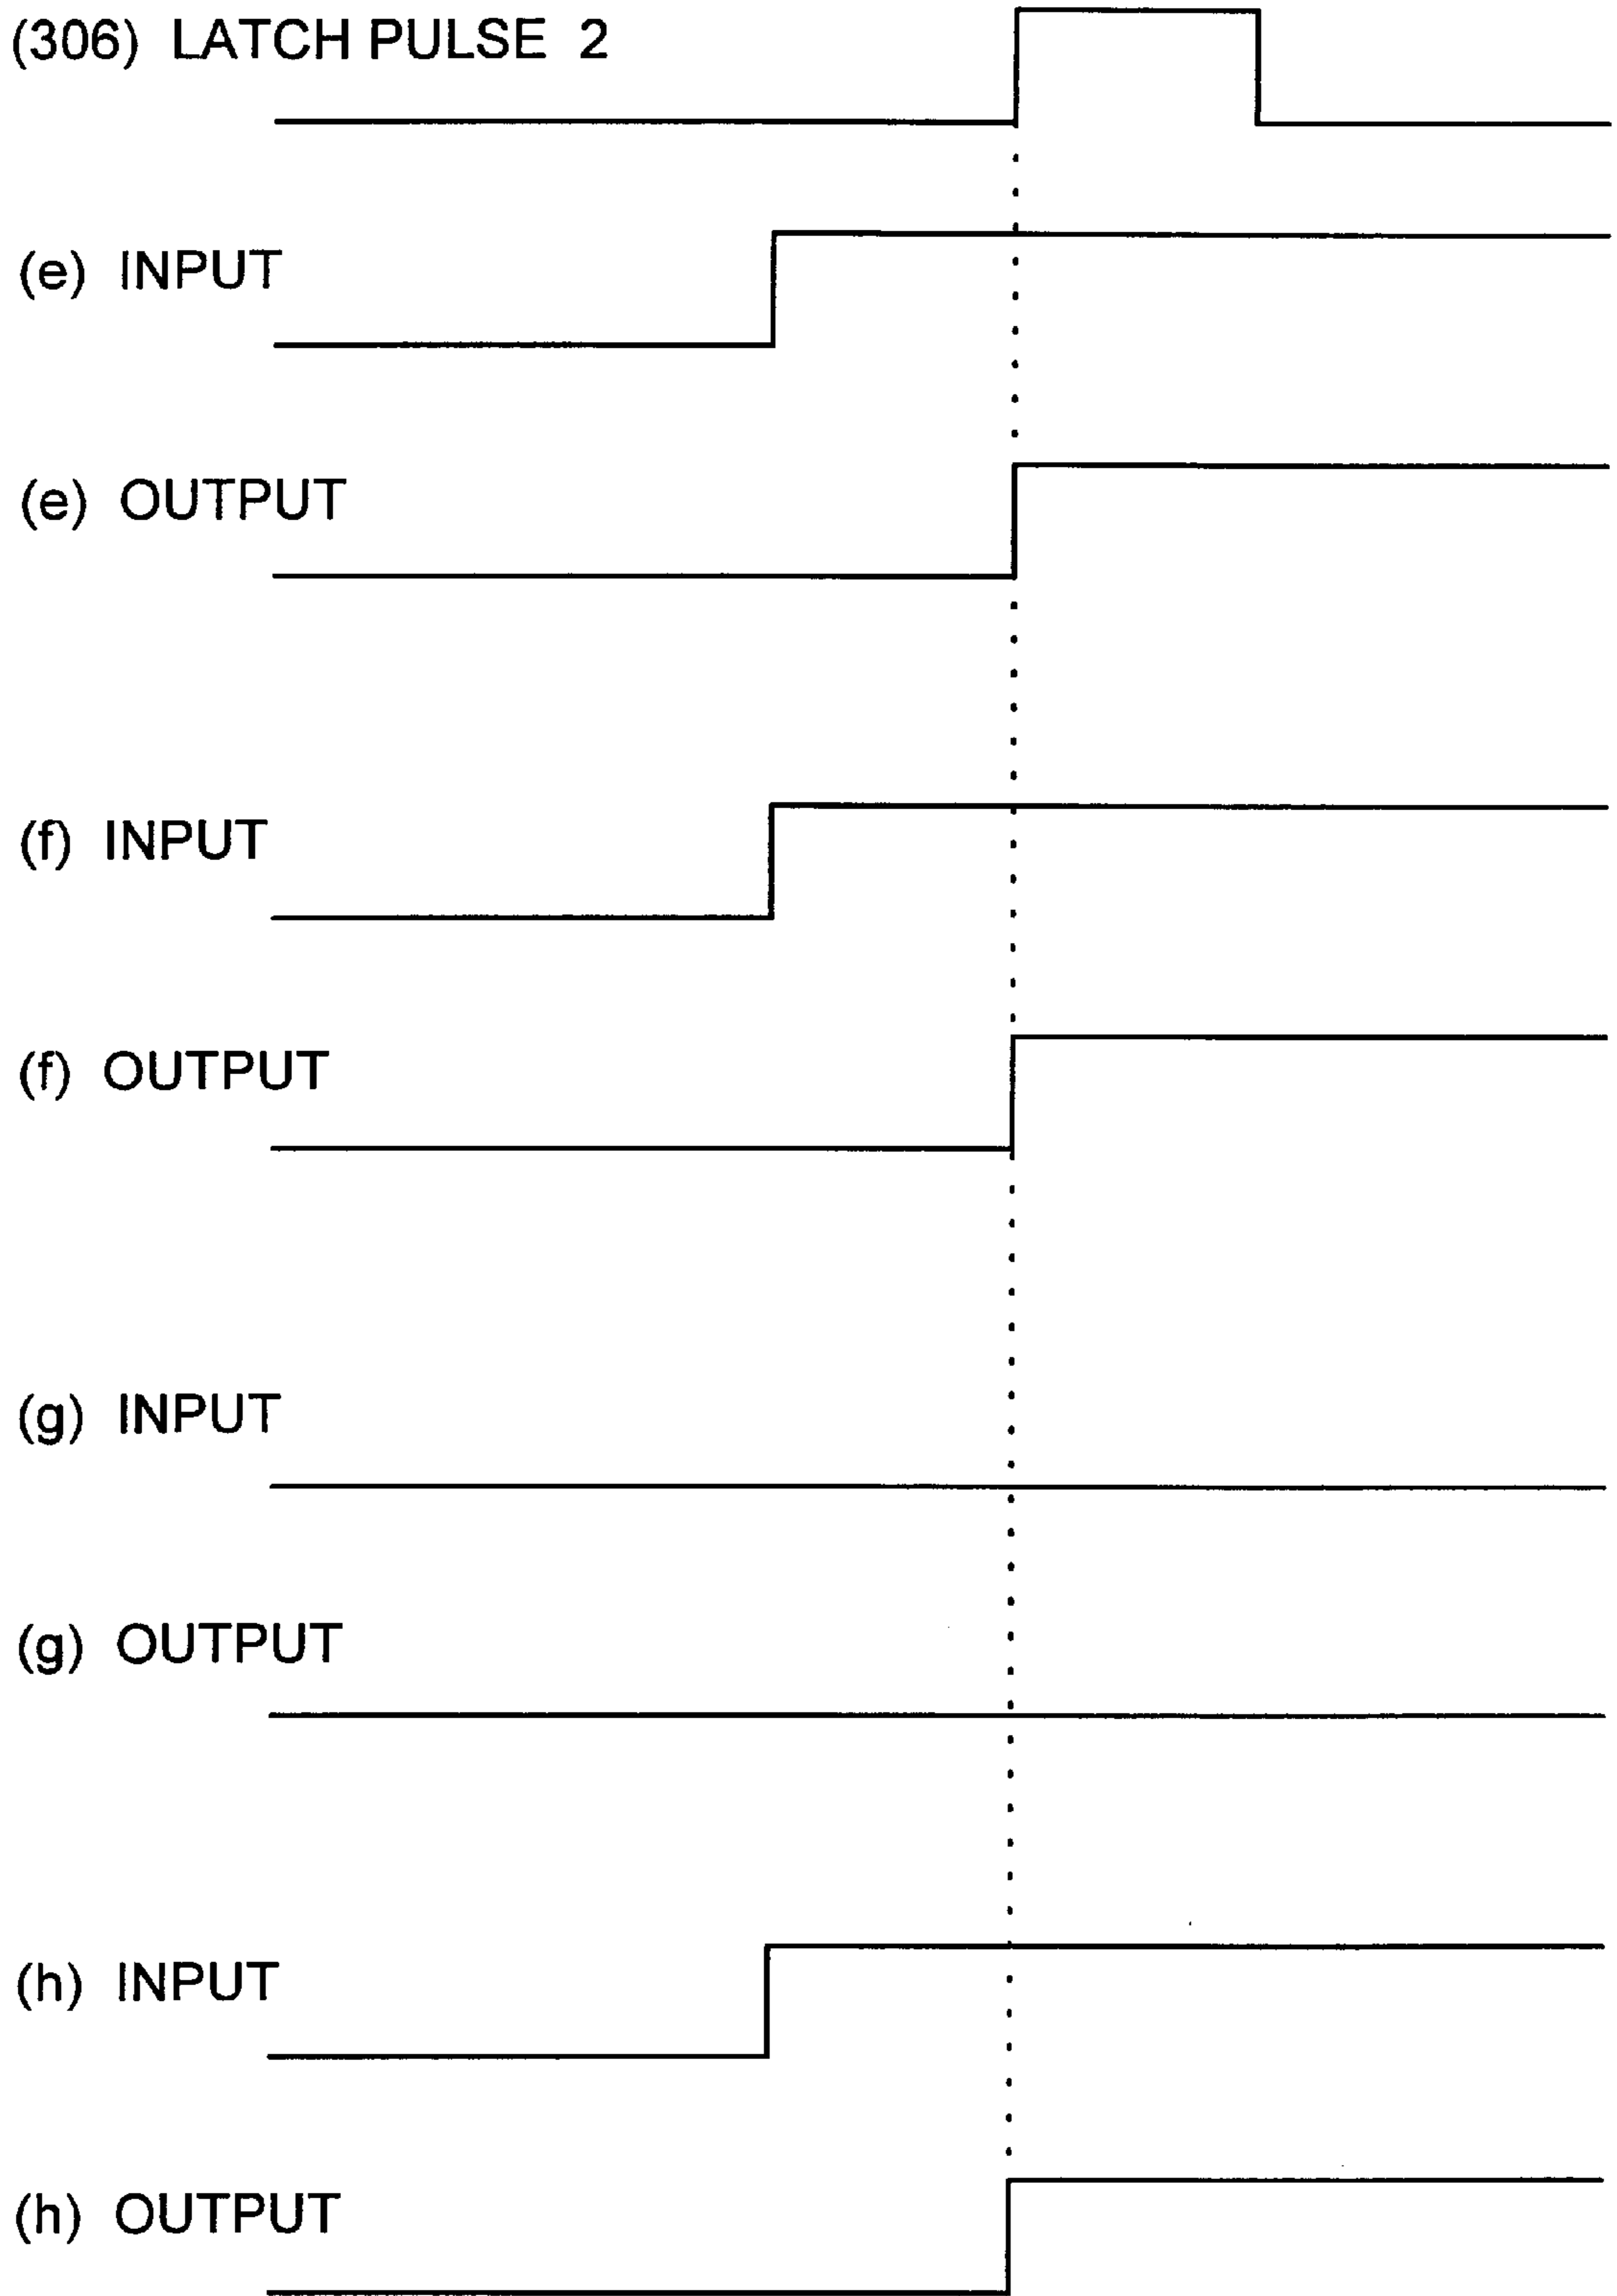 (306) LATCH PULSE 2
(e) INPUT
(e) OUTPUT
(f) INPUT
(f) OUTPUT
(g) INPUT
(g) OUTPUT
(h) INPUT
(h) OUTPUT